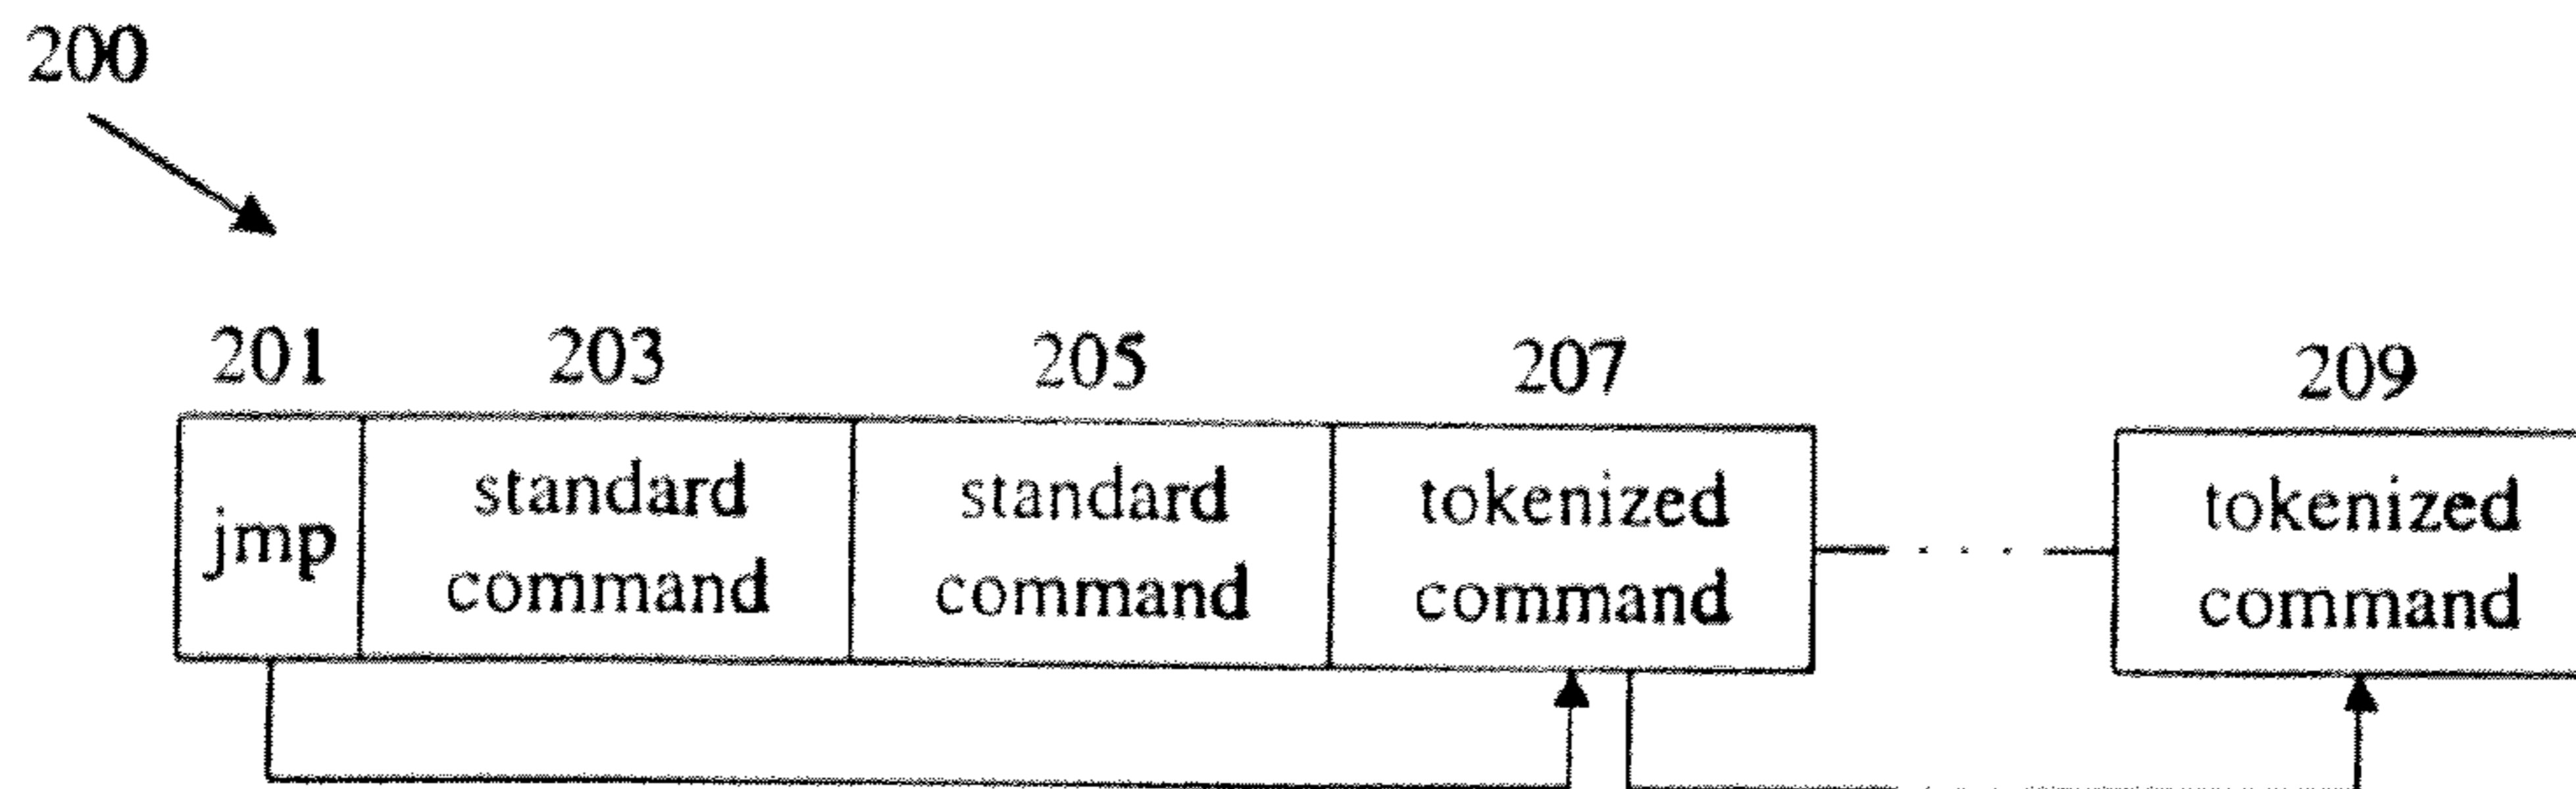 200
201 203 205 207 209
jmp
standard
command
standard
command
tokenized
command
tokenized
command